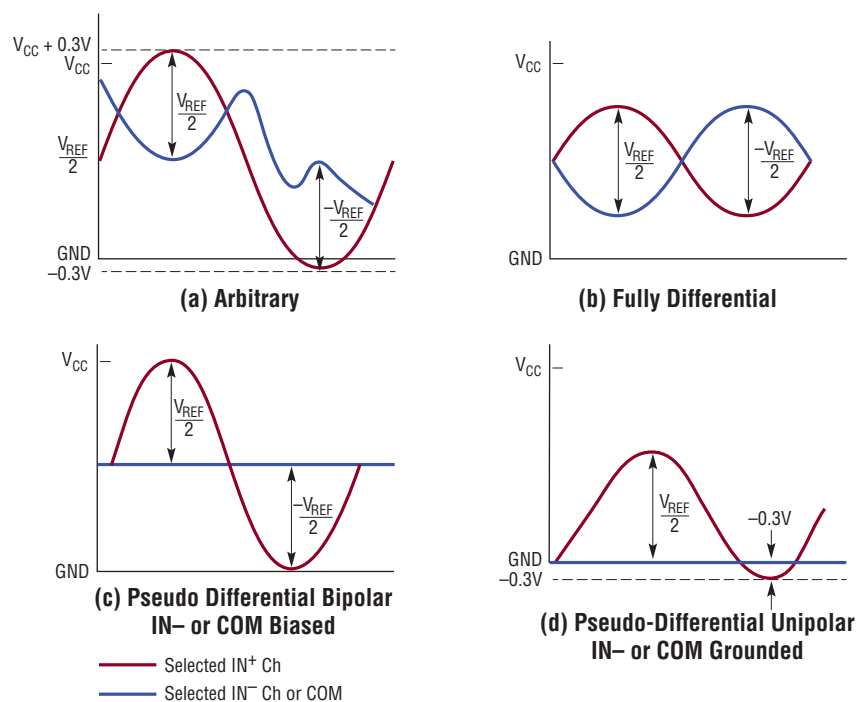 V_CC + 0.3V
V_CC
V_REF
2
V_REF
2
–V_REF
2
GND
–0.3V
(a) Arbitrary
V_CC
V_REF
2
–V_REF
2
GND
(b) Fully Differential
V_CC
V_REF
2
–V_REF
2
GND
(c) Pseudo Differential Bipolar
IN– or COM Biased
V_CC
V_REF
2
–0.3V
GND
–0.3V
(d) Pseudo-Differential Unipolar
IN– or COM Grounded
Selected IN⁺ Ch
Selected IN⁻ Ch or COM